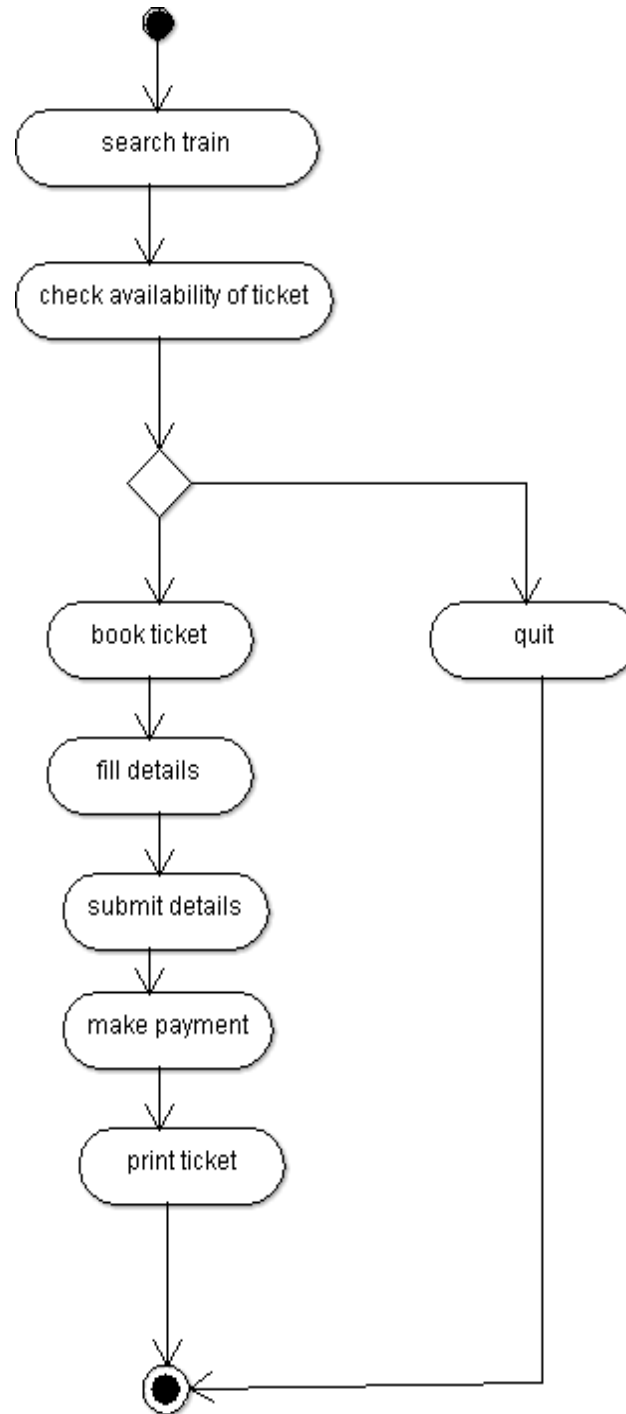 search train
check availability of ticket
book ticket
quit
fill details
submit details
make payment
print ticket